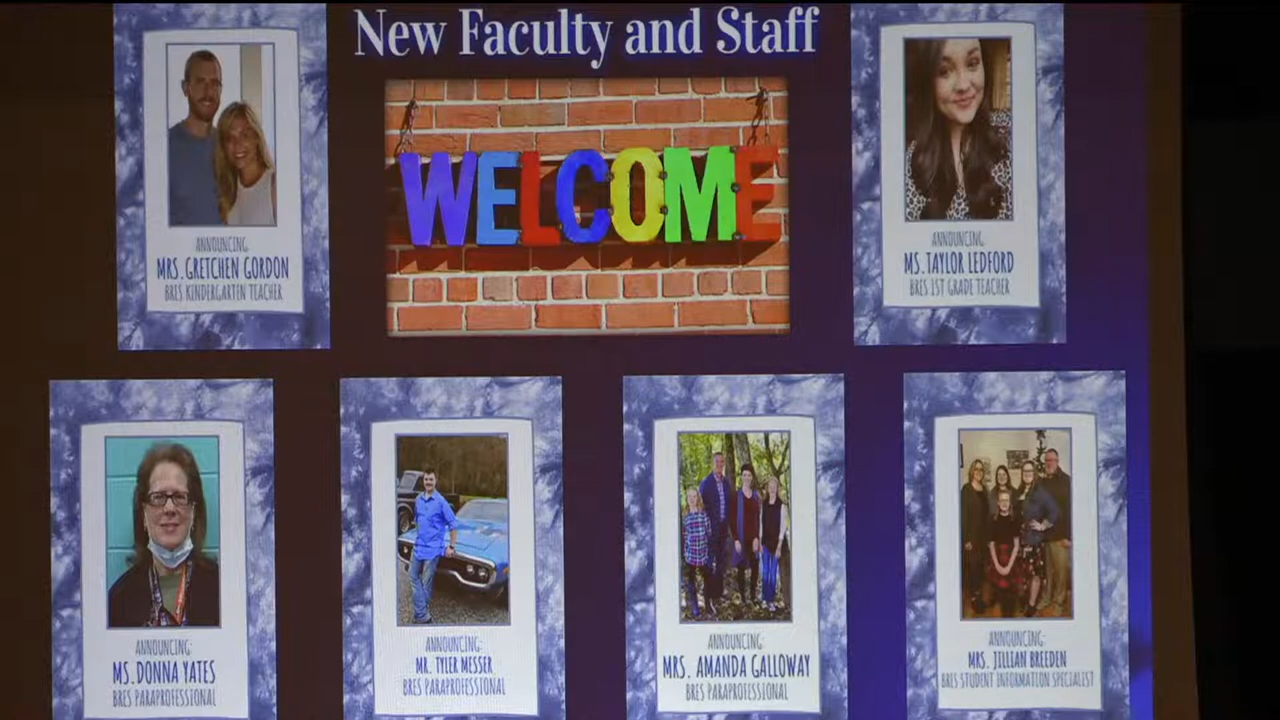 New Faculty and Staff
WELCOME
ANNOUNCING:
MRS. GRETCHEN GORDON
BRES KINDERGARTEN TEACHER
ANNOUNCING:
MS. TAYLOR LEDFORD
BRES 1ST GRADE TEACHER
ANNOUNCING:
MS. DONNA YATES
BRES PARAPROFESSIONAL
ANNOUNCING:
MR. TYLER MESSER
BRES PARAPROFESSIONAL
ANNOUNCING:
MRS. AMANDA GALLOWAY
BRES PARAPROFESSIONAL
ANNOUNCING:
MRS. JILLIAN BREEDEN
BRES STUDENT INFORMATION SPECIALIST